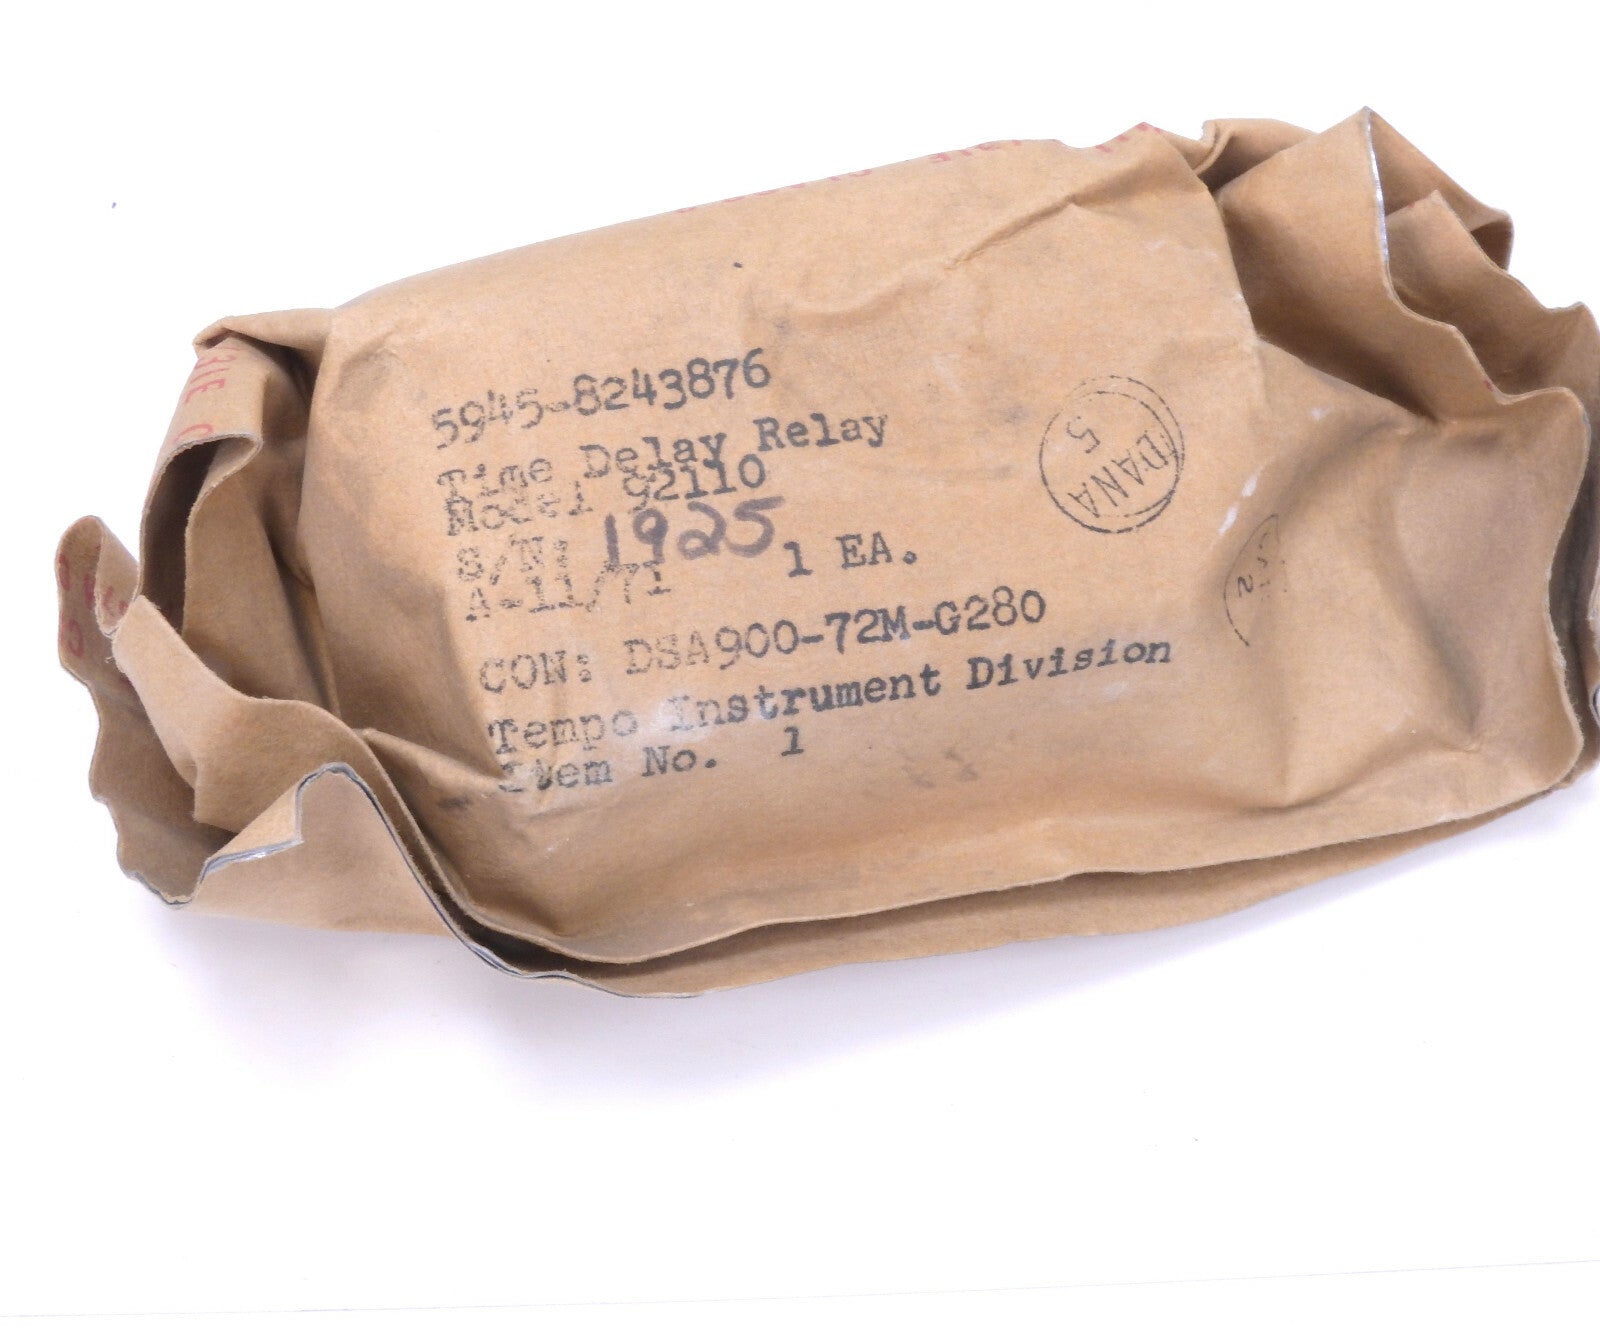 5945-8243876
Time Delay Relay
Model 92110
S/N: 1925
A-11/71 1 EA.
CON: DSA900-72M-G280
Tempo Instrument Division
Item No. 1
DANA
5